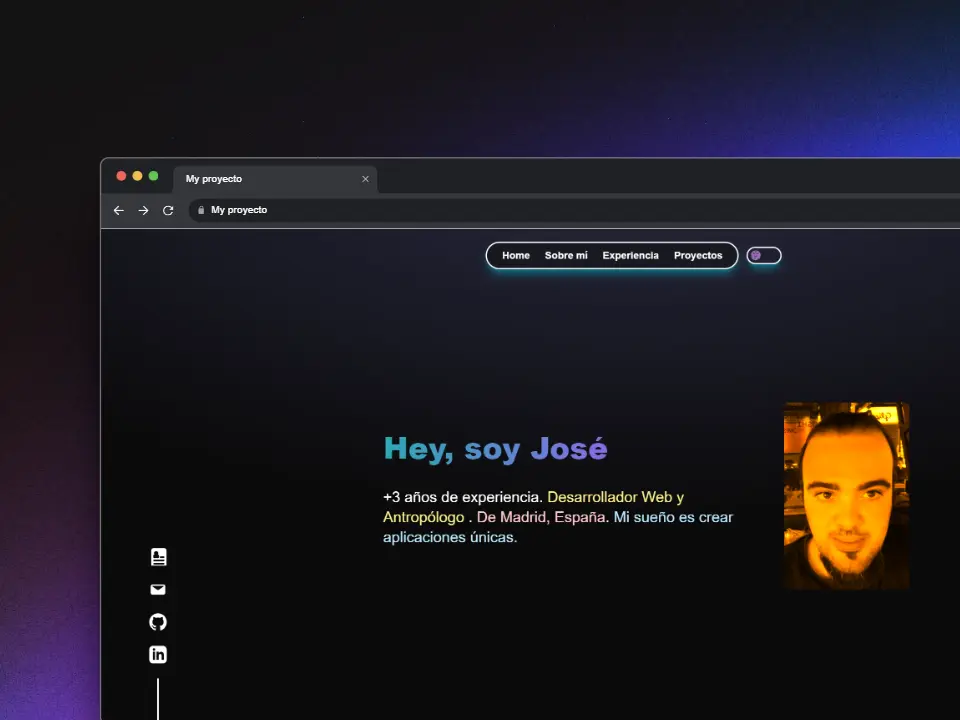 My proyecto
My proyecto
Home Sobre mi Experiencia Proyectos
Hey, soy José
+3 años de experiencia. Desarrollador Web y
Antropólogo . De Madrid, España. Mi sueño es crear
aplicaciones únicas.
in